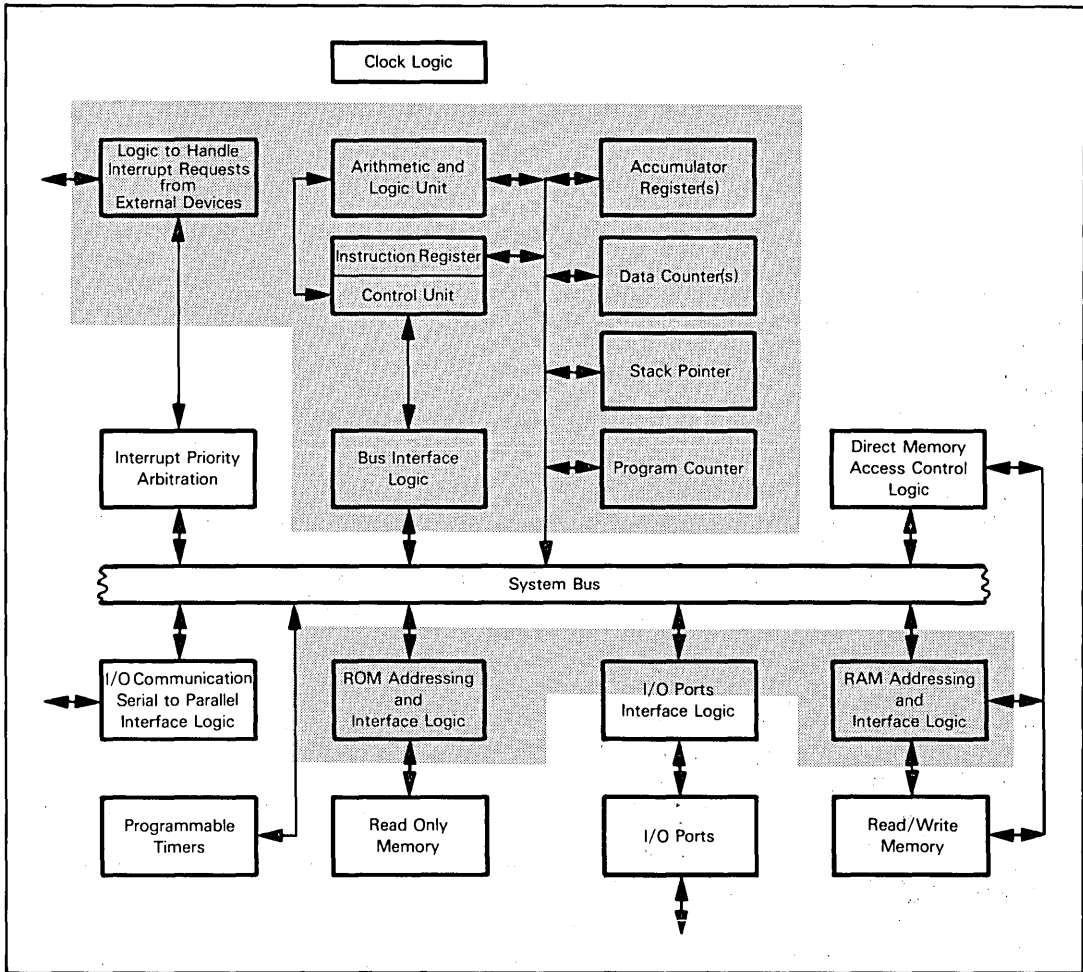 Clock Logic
Logic to Handle
Interrupt Requests
from
External Devices
Arithmetic and
Logic Unit
Accumulator
Register(s)
Instruction Register
Control Unit
Data Counter(s)
Stack Pointer
Interrupt Priority
Arbitration
Bus Interface
Logic
Program Counter
Direct Memory
Access Control
Logic
System Bus
I/O Communication
Serial to Parallel
Interface Logic
ROM Addressing
and
Interface Logic
I/O Ports
Interface Logic
RAM Addressing
and
Interface Logic
Programmable
Timers
Read Only
Memory
I/O Ports
Read/Write
Memory